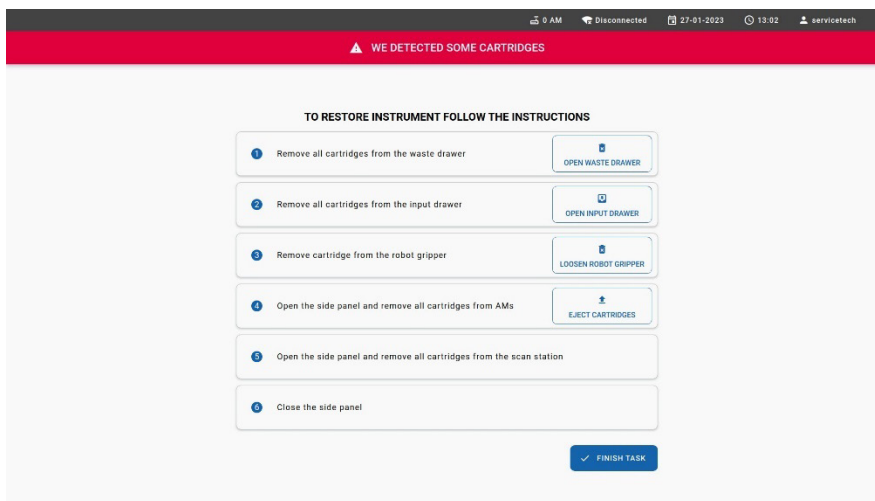 0 AM Disconnected 27-01-2023 13:02 servicetech
WE DETECTED SOME CARTRIDGES
TO RESTORE INSTRUMENT FOLLOW THE INSTRUCTIONS
1 Remove all cartridges from the waste drawer
OPEN WASTE DRAWER
2 Remove all cartridges from the input drawer
OPEN INPUT DRAWER
3 Remove cartridge from the robot gripper
LOOSEN ROBOT GRIPPER
4 Open the side panel and remove all cartridges from AMs
EJECT CARTRIDGES
5 Open the side panel and remove all cartridges from the scan station
6 Close the side panel
FINISH TASK